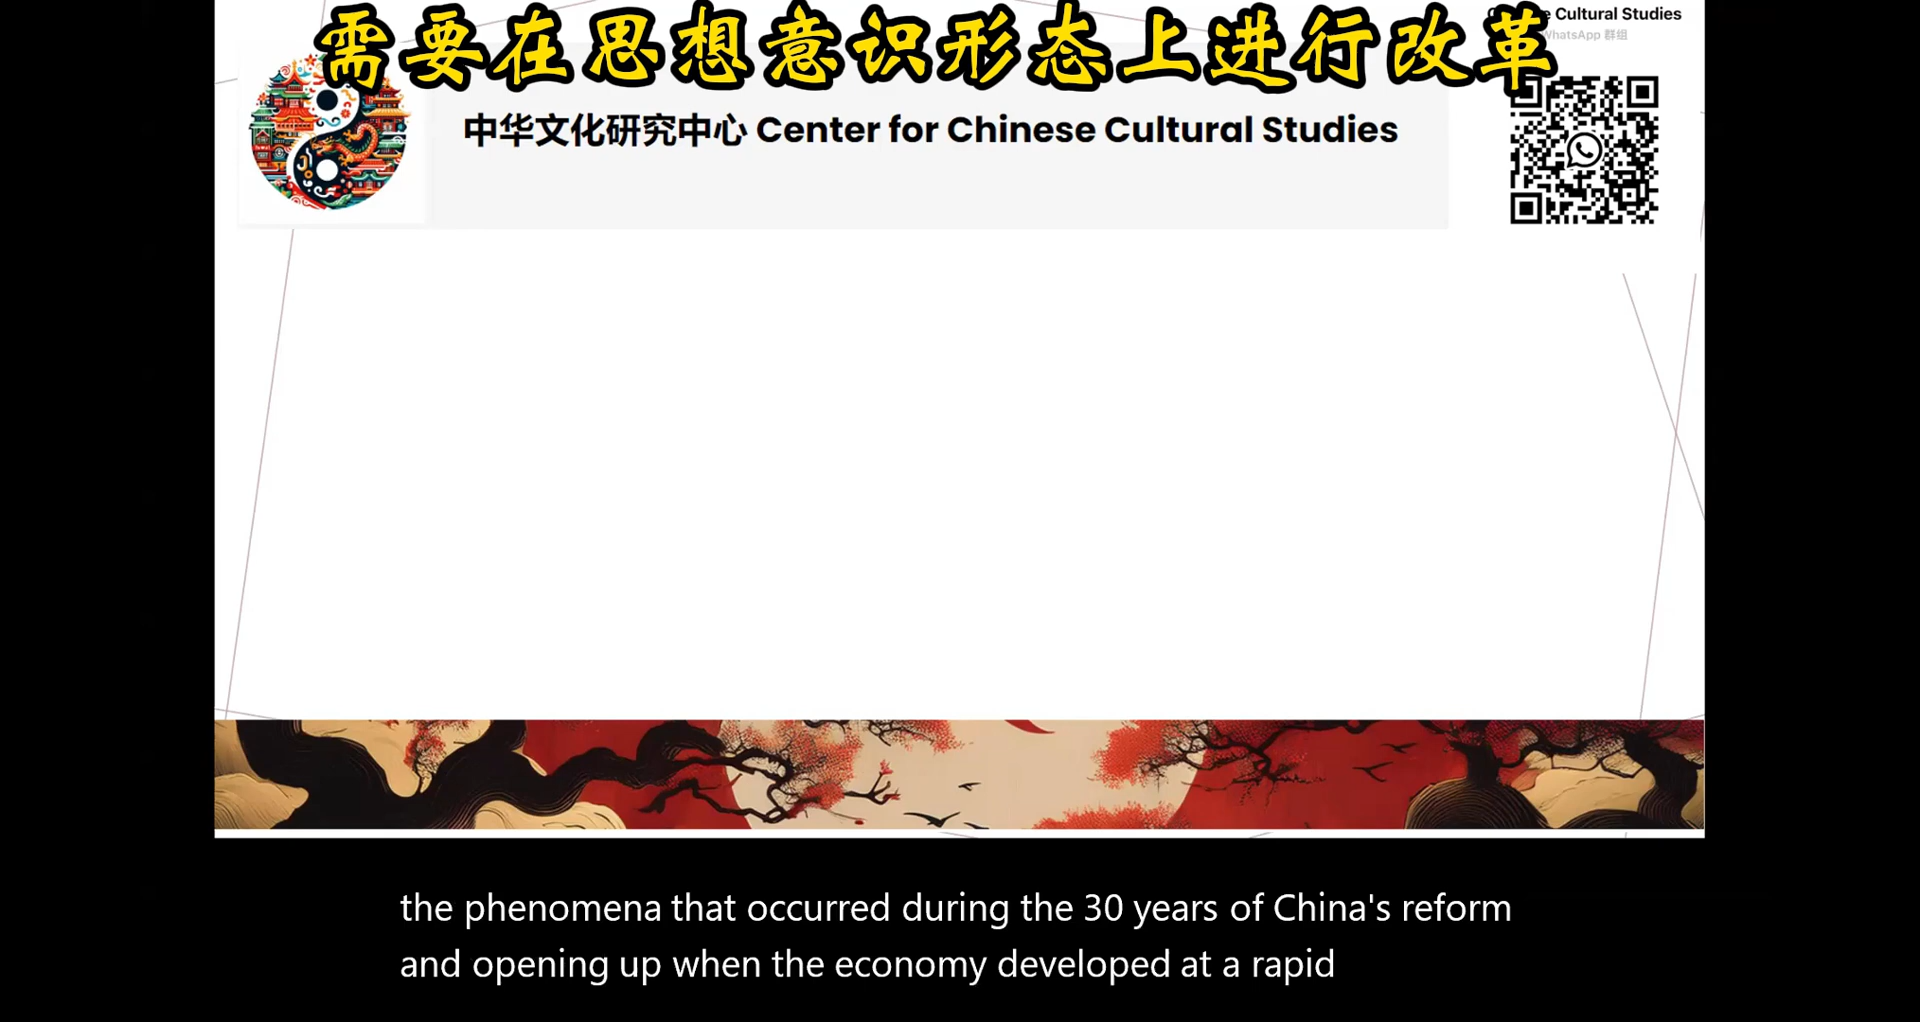 需要在思想意识形态上进行改革
Cultural Studies
WhatsApp 群组
中华文化研究中心 Center for Chinese Cultural Studies
the phenomena that occurred during the 30 years of China's reform
and opening up when the economy developed at a rapid